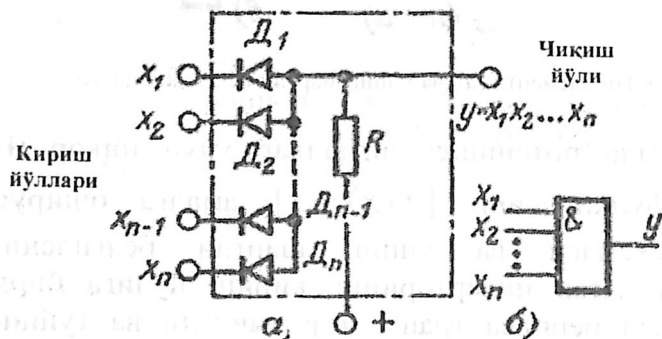 Д₁
x₁
Чиқиш
йўли
x₂
Д₂
R
y=x₁x₂...xₙ
Кириш
йўллари
xₙ₋₁
Дₙ₋₁
xₙ
Дₙ
x₁
x₂
xₙ
&
y
а)
+
б)